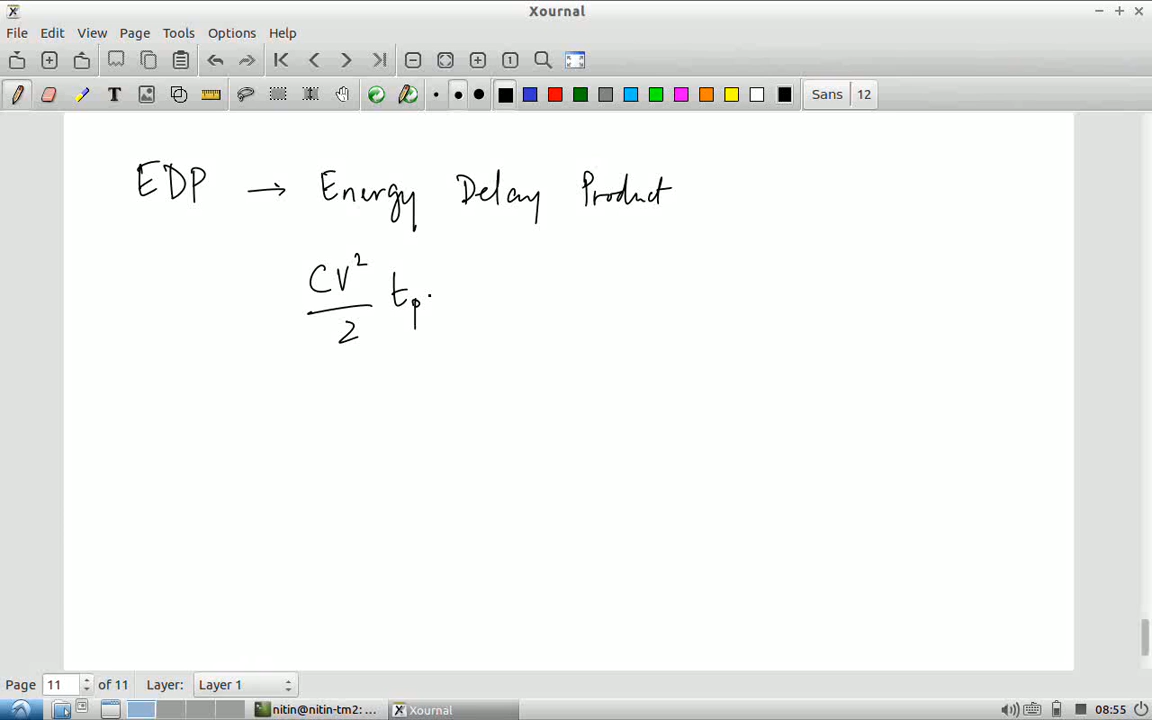 Xournal
File Edit View Page Tools Options Help
Sans 12
EDP → Energy Delay Product
CV²/2 tp.
Page 11 of 11 Layer: Layer 1
nitin@nitin-tm2: ... Xournal 08:55